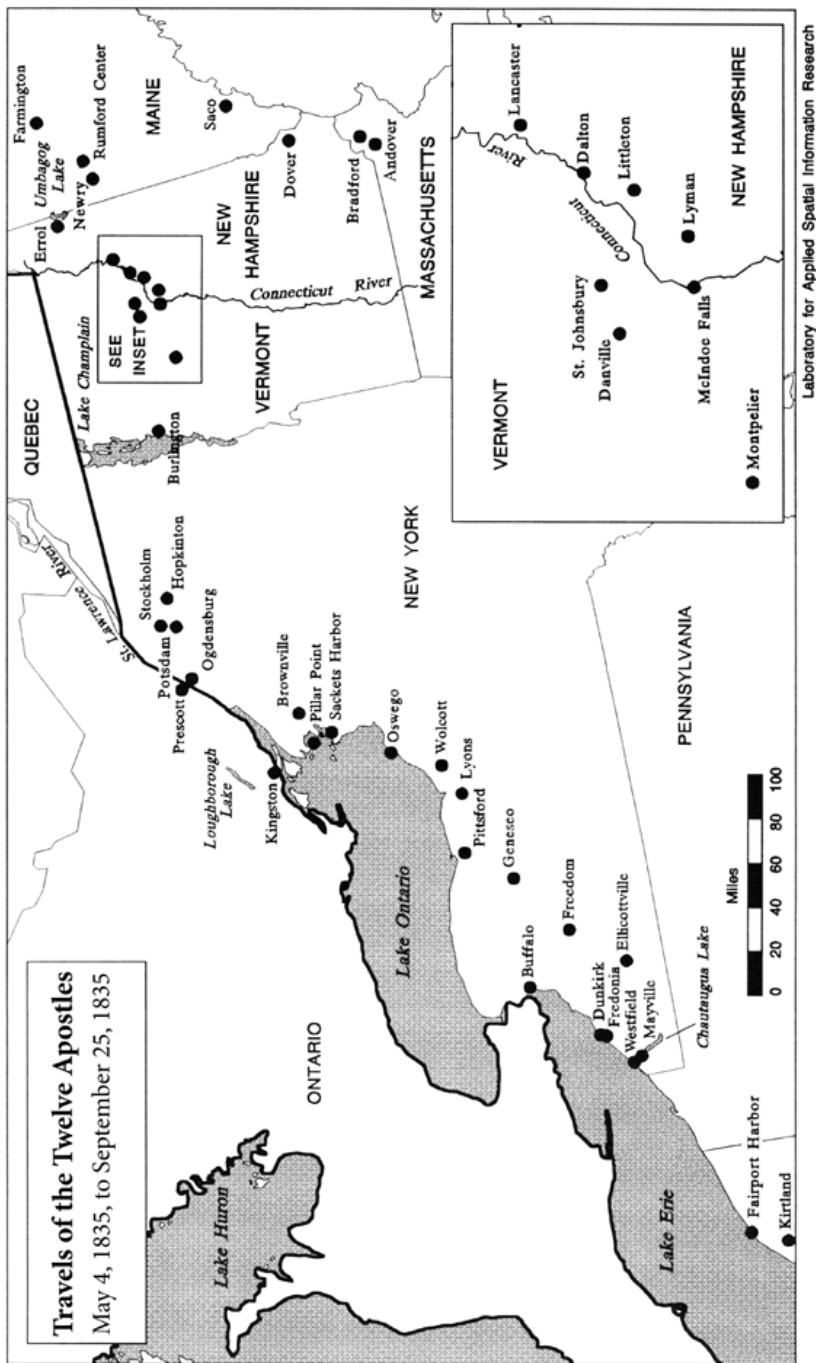 Travels of the Twelve Apostles
May 4, 1835, to September 25, 1835
Lake Huron
ONTARIO
QUEBEC
St. Lawrence River
Lake Champlain
SEE
INSET
VERMONT
Burlington
Connecticut River
NEW
HAMPSHIRE
MAINE
MASSACHUSETTS
Farmington
Umbagog
Lake
Errol
Newry
Rumford Center
Saco
Dover
Bradford
Andover
Stockholm
Hopkinton
Potsdam
Ogdensburg
Prescott
Loughborough
Lake
Kingston
Brownville
Pillar Point
Sackets Harbor
Oswego
Wolcott
Lyons
Pittsford
Geneseo
Lake Ontario
NEW YORK
Buffalo
Freedom
Dunkirk
Fredonia
Westfield
Mayville
Ellicottville
Chautauqua Lake
Lake Erie
Fairport Harbor
Kirtland
PENNSYLVANIA
Miles
0 20 40 60 80 100
VERMONT
NEW HAMPSHIRE
Connecticut River
Lancaster
Dalton
Littleton
Lyman
St. Johnsbury
Danville
McIndoe Falls
Montpelier
Laboratory for Applied Spatial Information Research